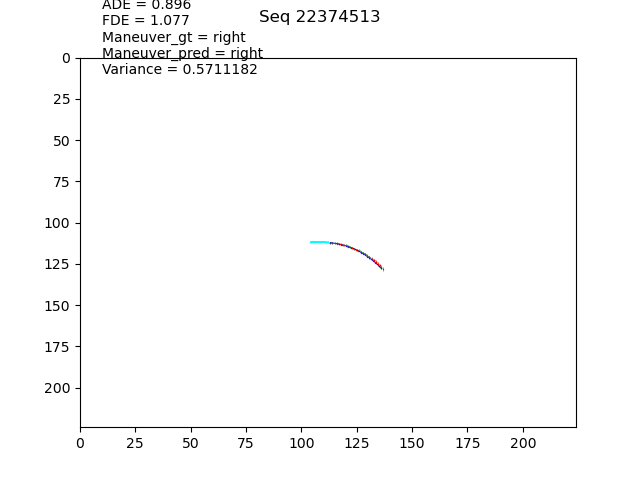 ADE = 0.896
Seq 22374513
FDE = 1.077
Maneuver_gt = right
Maneuver_pred = right
Variance = 0.5711182
0
25
50
75
100
125
150
175
200
0 25 50 75 100 125 150 175 200